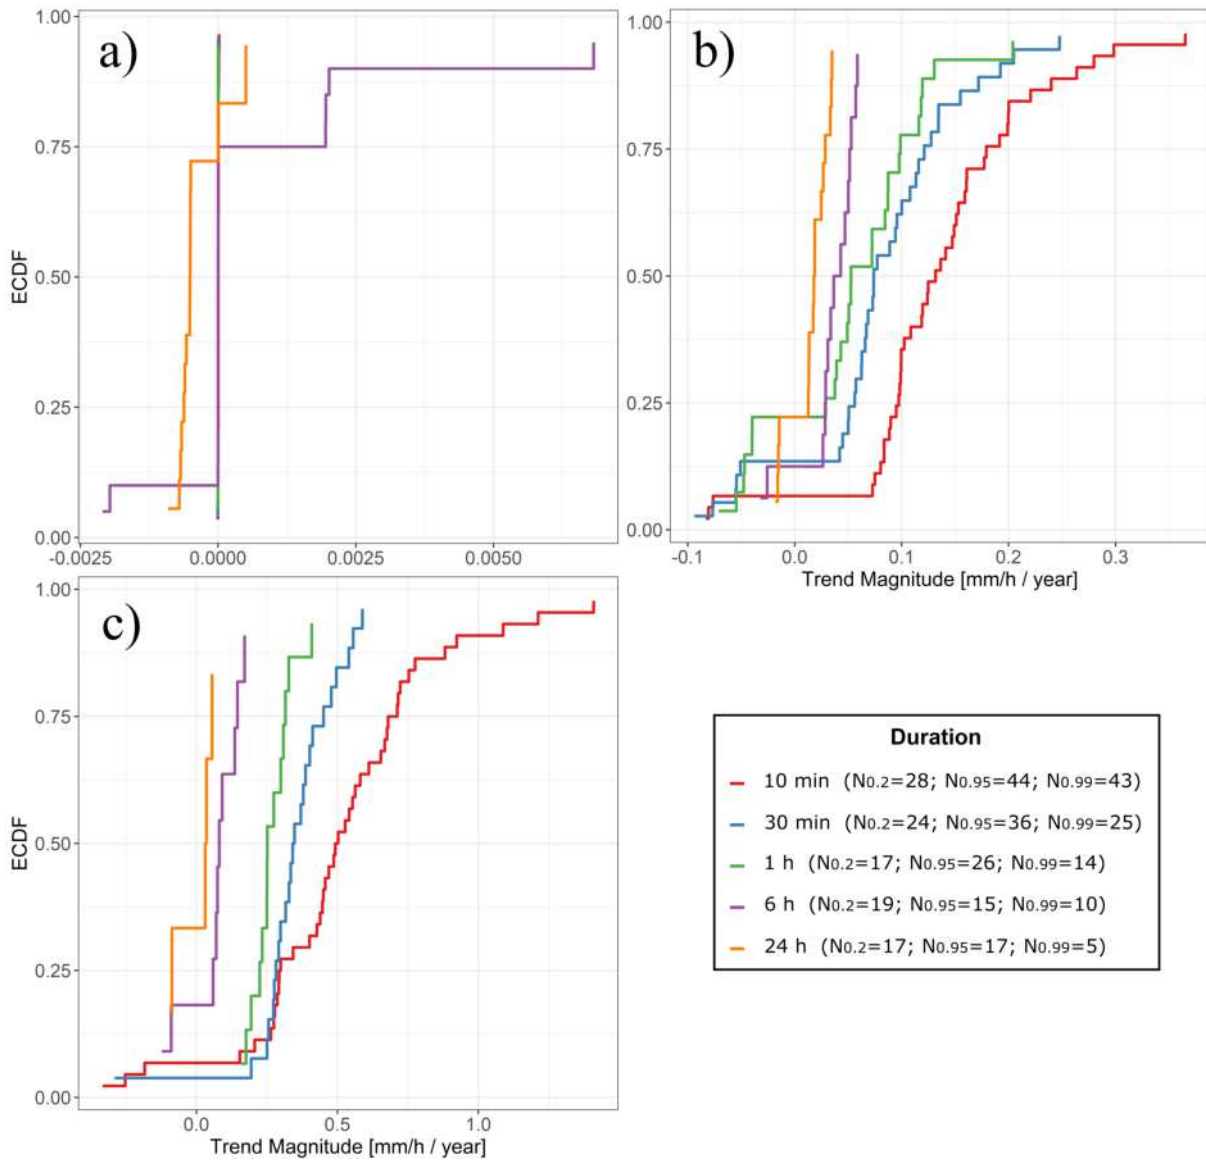 a)
1.00
0.75
0.50
0.25
0.00
ECDF
-0.0025
0.0000
0.0025
0.0050
b)
1.00
0.75
0.50
0.25
0.00
-0.1
0.0
0.1
0.2
0.3
Trend Magnitude [mm/h / year]
c)
1.00
0.75
0.50
0.25
0.00
ECDF
0.0
0.5
1.0
Trend Magnitude [mm/h / year]
Duration
10 min (N0.2=28; N0.95=44; N0.99=43)
30 min (N0.2=24; N0.95=36; N0.99=25)
1 h (N0.2=17; N0.95=26; N0.99=14)
6 h (N0.2=19; N0.95=15; N0.99=10)
24 h (N0.2=17; N0.95=17; N0.99=5)